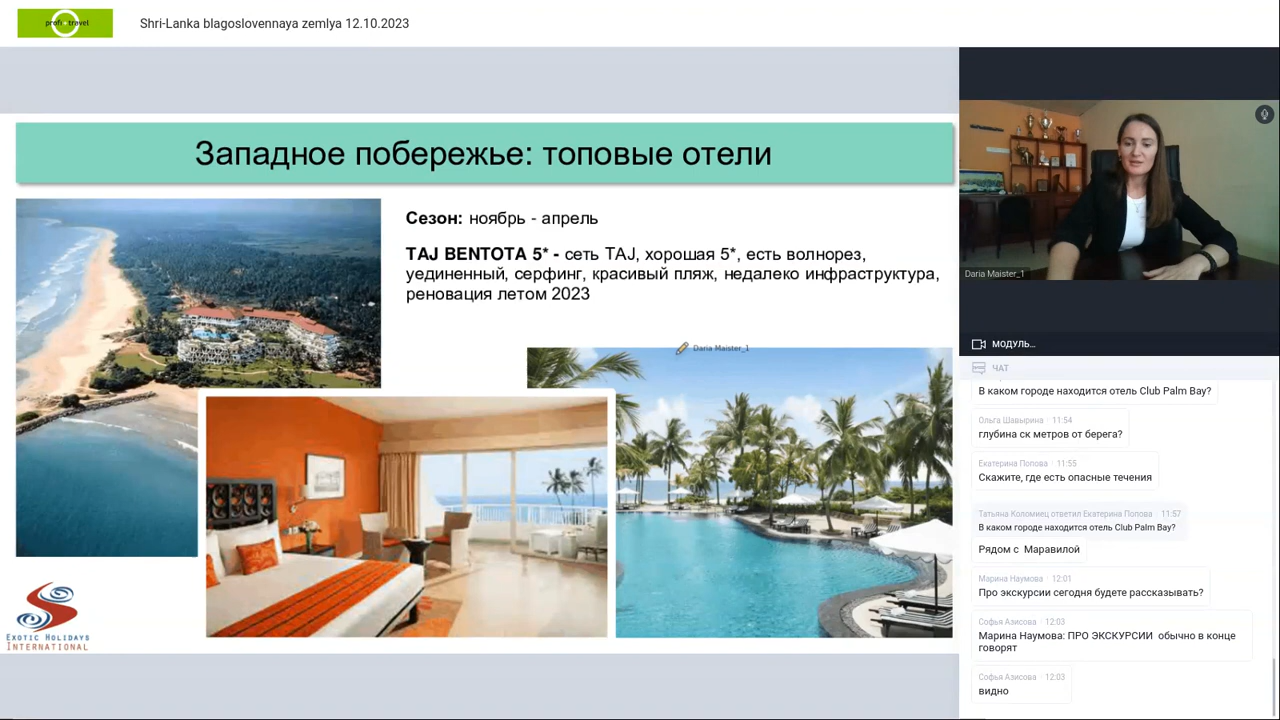 profi travel
Shri-Lanka blagoslovennaya zemlya 12.10.2023
Западное побережье: топовые отели
Сезон: ноябрь - апрель
TAJ BENTOTA 5* - сеть TAJ, хорошая 5*, есть волнорез,
уединенный, серфинг, красивый пляж, недалеко инфраструктура,
реновация летом 2023
Daria Maister_1
EXOTIC HOLIDAYS
INTERNATIONAL
Daria Maister_1
МОДУЛЬ...
ЧАТ
В каком городе находится отель Club Palm Bay?
Ольга Шавырина · 11:54
глубина ск метров от берега?
Екатерина Попова · 11:55
Скажите, где есть опасные течения
Татьяна Коломиец ответил Екатерина Попова · 11:57
В каком городе находится отель Club Palm Bay?
Рядом с Маравилой
Марина Наумова · 12:01
Про экскурсии сегодня будете рассказывать?
Софья Азисова · 12:03
Марина Наумова: ПРО ЭКСКУРСИИ обычно в конце
говорят
Софья Азисова · 12:03
видно